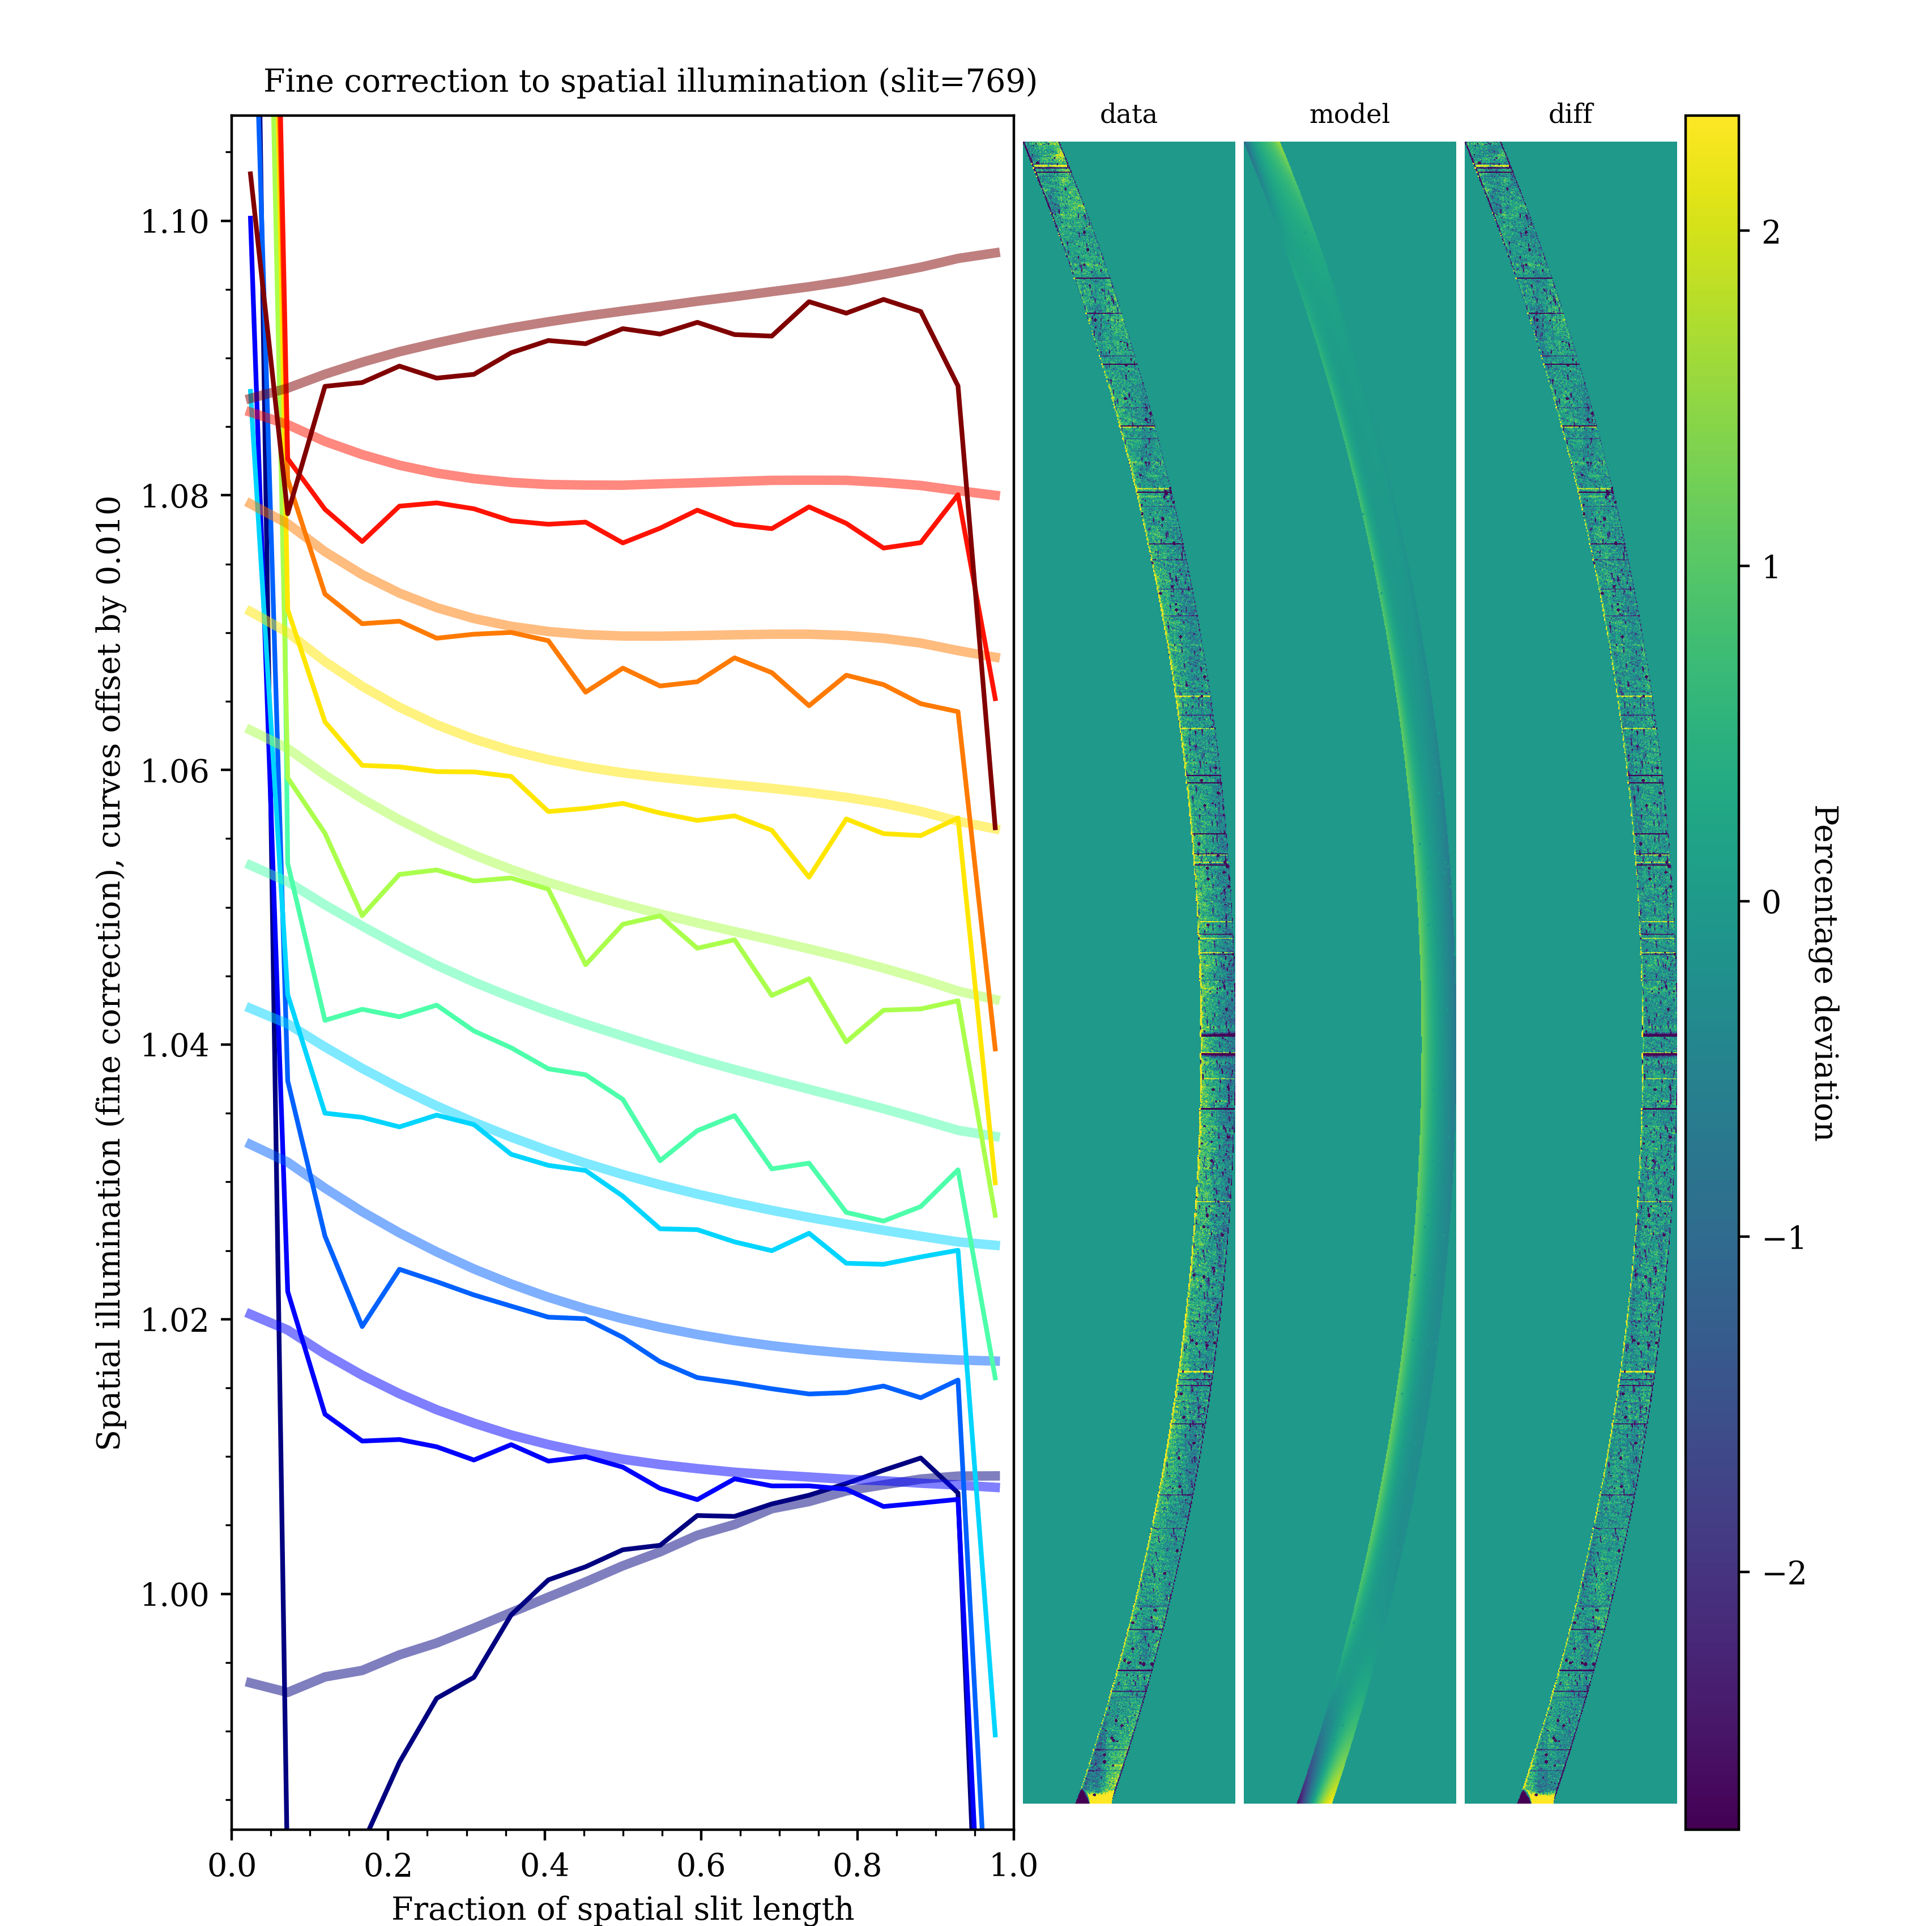 Fine correction to spatial illumination (slit=769)
data
model
diff
Spatial illumination (fine correction), curves offset by 0.010
1.10
1.08
1.06
1.04
1.02
1.00
0.0
0.2
0.4
0.6
0.8
1.0
Fraction of spatial slit length
2
1
0
−1
−2
Percentage deviation